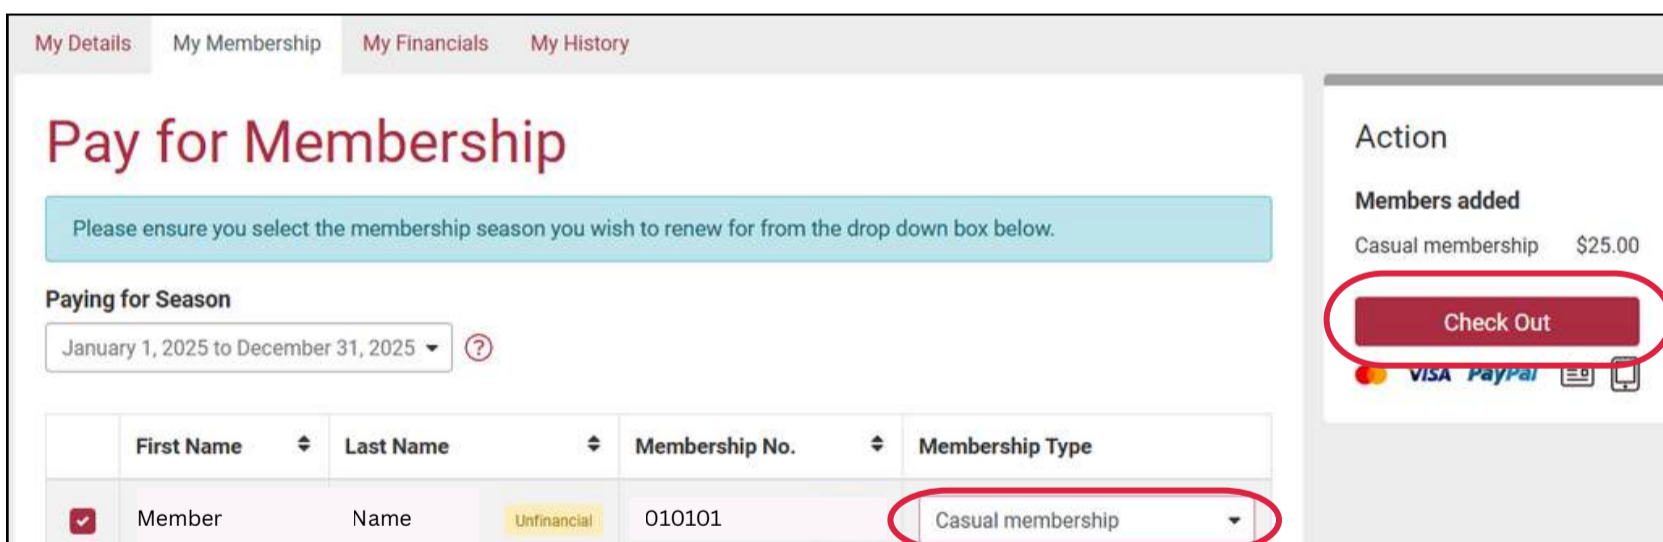 My Details My Membership My Financials My History
Pay for Membership
Please ensure you select the membership season you wish to renew for from the drop down box below.
Paying for Season
January 1, 2025 to December 31, 2025 ?
First Name Last Name Membership No. Membership Type
Member Name Unfinancial 010101 Casual membership
Action
Members added
Casual membership $25.00
Check Out
VISA PayPal